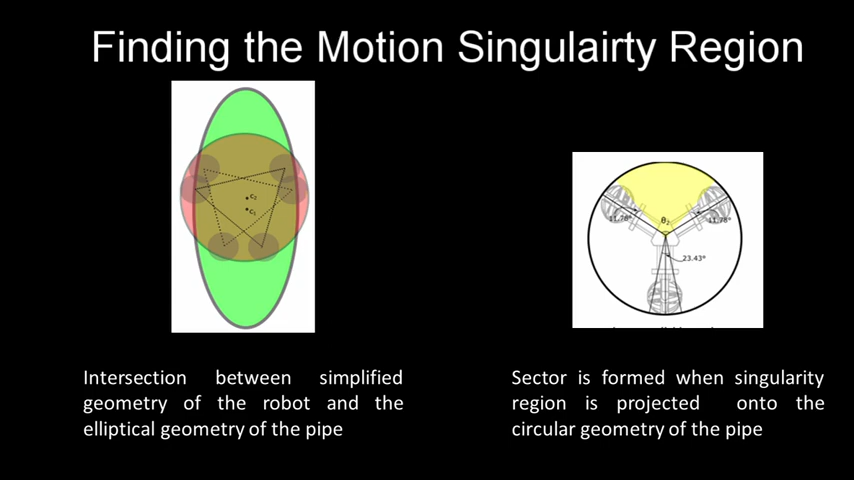 Finding the Motion Singulairty Region
c₂
c₁
θ₂
11.78°
11.78°
23.43°
Intersection between simplified
geometry of the robot and the
elliptical geometry of the pipe
Sector is formed when singularity
region is projected onto the
circular geometry of the pipe